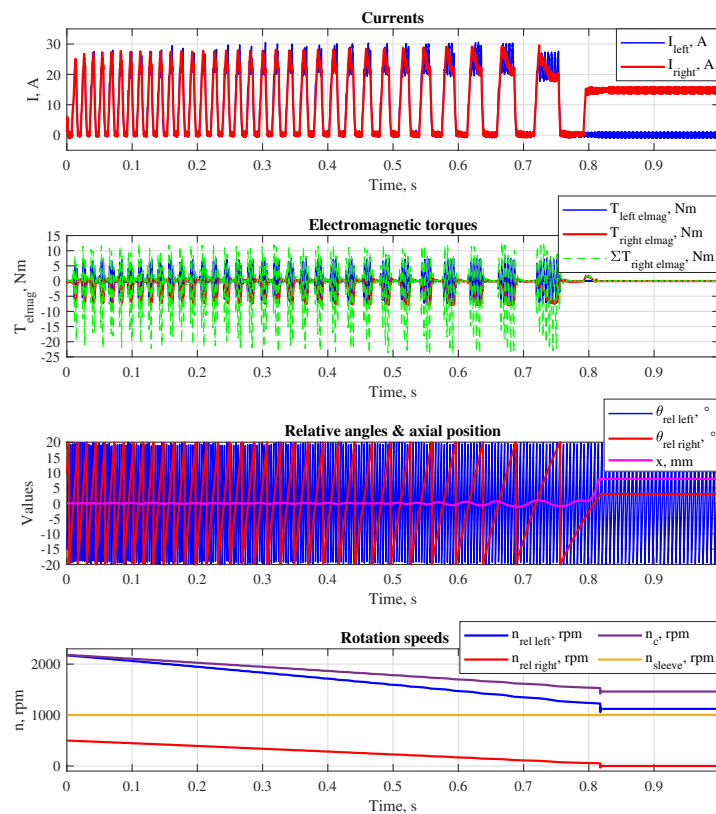 Currents
I, A
30
20
10
0
I_left, A
I_right, A
0 0.1 0.2 0.3 0.4 0.5 0.6 0.7 0.8 0.9
Time, s
Electromagnetic torques
T_elmag, Nm
15
10
5
0
-5
-10
-15
-20
-25
T_left elmag, Nm
T_right elmag, Nm
ΣT_right elmag, Nm
0 0.1 0.2 0.3 0.4 0.5 0.6 0.7 0.8 0.9
Time, s
Relative angles & axial position
Values
20
15
10
5
0
-5
-10
-15
-20
θ_rel left, °
θ_rel right, °
x, mm
0 0.1 0.2 0.3 0.4 0.5 0.6 0.7 0.8 0.9
Time, s
Rotation speeds
n, rpm
2000
1000
0
n_rel left, rpm
n_rel right, rpm
n_c, rpm
n_sleeve, rpm
0 0.1 0.2 0.3 0.4 0.5 0.6 0.7 0.8 0.9
Time, s